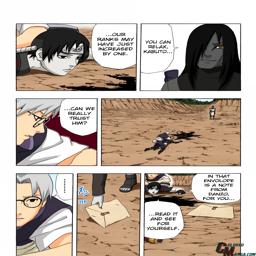 YOU CAN
RELAX,
KABUTO...
...OUR
RANKS MAY
HAVE JUST
INCREASED
BY ONE.
...CAN WE
REALLY
TRUST
HIM?
IN THAT
ENVOLOPE
IS A NOTE
FROM
DANZO,
FOR YOU...
...READ IT
AND SEE
FOR
YOURSELF.